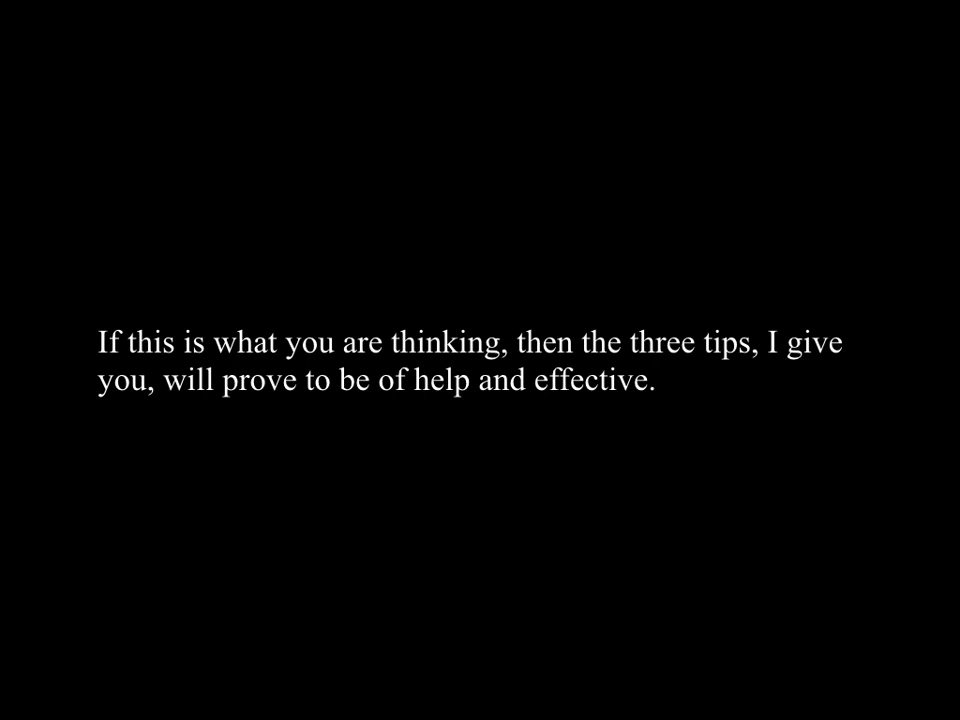 If this is what you are thinking, then the three tips, I give
you, will prove to be of help and effective.